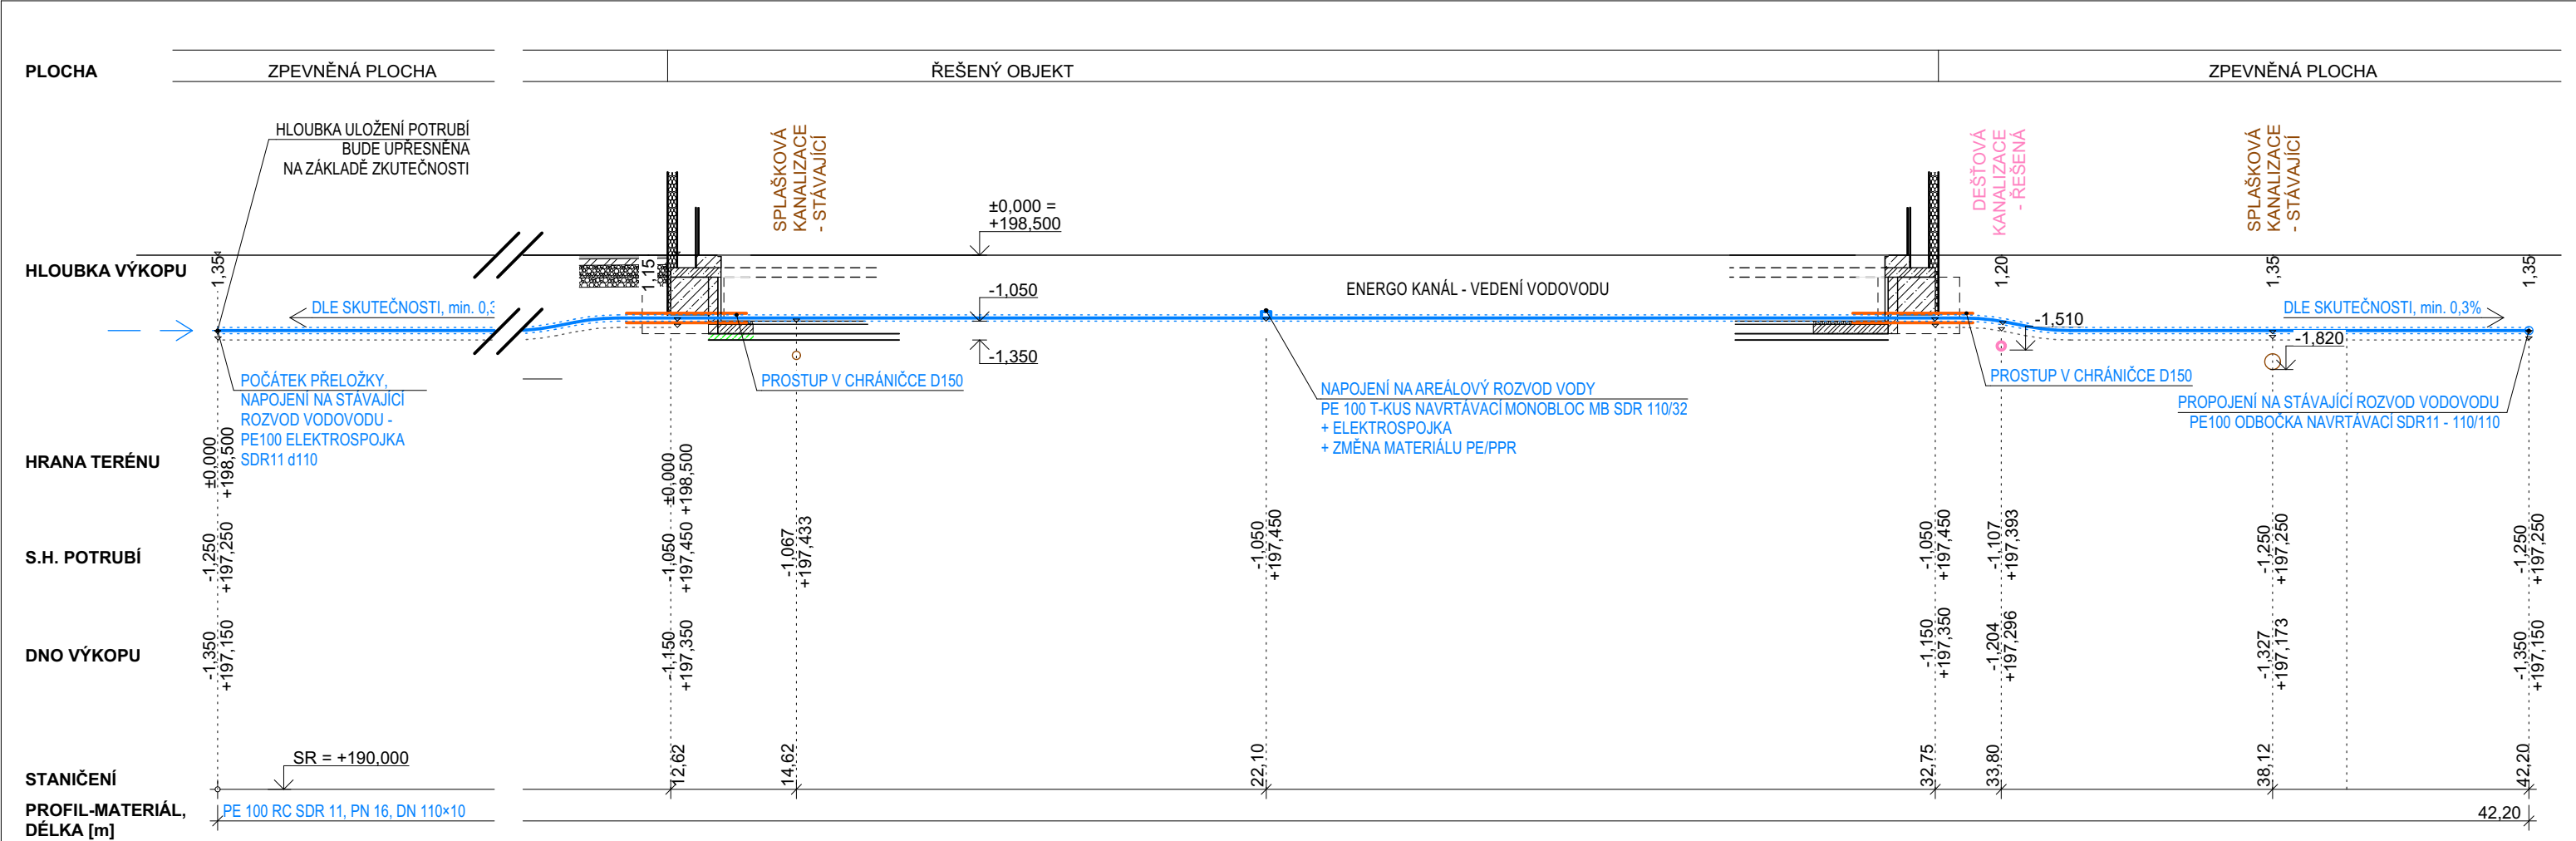 PLOCHA
ZPEVNĚNÁ PLOCHA
ŘEŠENÝ OBJEKT
ZPEVNĚNÁ PLOCHA
HLOUBKA ULOŽENÍ POTRUBÍ
BUDE UPŘESNĚNA
NA ZÁKLADĚ ZKUTEČNOSTI
SPLAŠKOVÁ
KANALIZACE
- STÁVAJÍCÍ
±0,000 =
+198,500
DEŠŤOVÁ
KANALIZACE
- ŘEŠENÁ
SPLAŠKOVÁ
KANALIZACE
- STÁVAJÍCÍ
HLOUBKA VÝKOPU
1,35
1,15
1,20
1,35
1,35
DLE SKUTEČNOSTI, min. 0,3
-1,050
ENERGO KANÁL - VEDENÍ VODOVODU
DLE SKUTEČNOSTI, min. 0,3%
-1,510
-1,350
-1,820
POČÁTEK PŘELOŽKY,
NAPOJENÍ NA STÁVAJÍCÍ
ROZVOD VODOVODU -
PE100 ELEKTROSPOJKA
SDR11 d110
PROSTUP V CHRÁNIČCE D150
NAPOJENÍ NA AREÁLOVÝ ROZVOD VODY
PE 100 T-KUS NAVRTÁVACÍ MONOBLOC MB SDR 110/32
+ ELEKTROSPOJKA
+ ZMĚNA MATERIÁLU PE/PPR
PROSTUP V CHRÁNIČCE D150
PROPOJENÍ NA STÁVAJÍCÍ ROZVOD VODOVODU
PE100 ODBOČKA NAVRTÁVACÍ SDR11 - 110/110
HRANA TERÉNU
±0,000
+198,500
±0,000
+198,500
S.H. POTRUBÍ
-1,250
+197,250
-1,050
+197,450
-1,067
+197,433
-1,050
+197,450
-1,050
+197,450
-1,107
+197,393
-1,250
+197,250
-1,250
+197,250
DNO VÝKOPU
-1,350
+197,150
-1,150
+197,350
-1,150
+197,350
-1,204
+197,296
-1,327
+197,173
-1,350
+197,150
SR = +190,000
STANIČENÍ
12,62
14,62
22,10
32,75
33,80
38,12
42,20
PROFIL-MATERIÁL,
DÉLKA [m]
PE 100 RC SDR 11, PN 16, DN 110×10
42,20